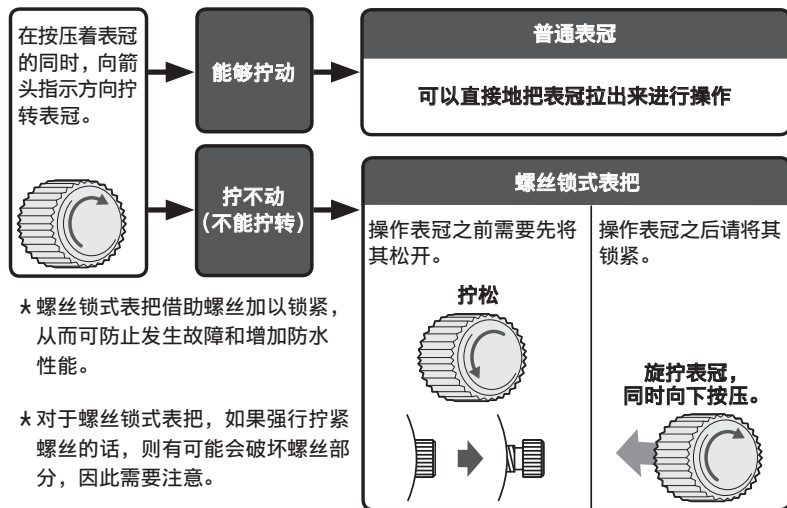 在按压着表冠
的同时，向箭
头指示方向拧
转表冠。
能够拧动
普通表冠
可以直接地把表冠拉出来进行操作
拧不动
（不能拧转）
螺丝锁式表把
操作表冠之前需要先将
其松开。
拧松
操作表冠之后请将其
锁紧。
旋拧表冠，
同时向下按压。
* 螺丝锁式表把借助螺丝加以锁紧，
从而可防止发生故障和增加防水
性能。
* 对于螺丝锁式表把，如果强行拧紧
螺丝的话，则有可能会破坏螺丝部
分，因此需要注意。